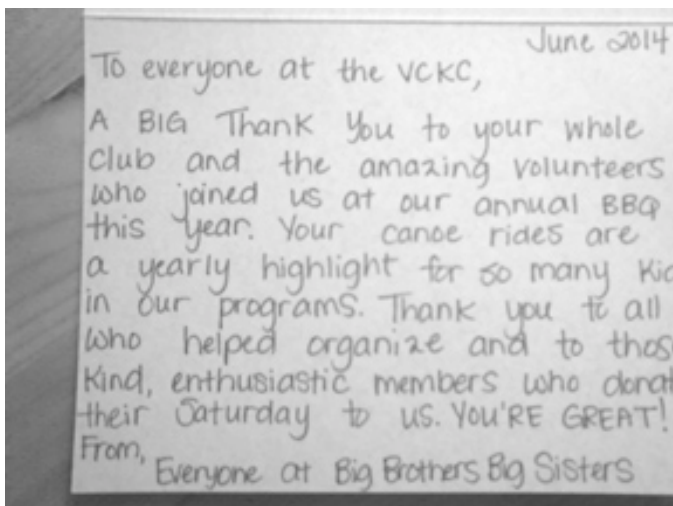 June 2014
To everyone at the VCKC,
A BIG Thank You to your whole
Club and the amazing volunteers
who joined us at our annual BBQ
this year. Your canoe rides are
a yearly highlight for so many Kid
in our programs. Thank you to all
who helped organize and to thos
Kind, enthusiastic members who donat
their Saturday to us. YOU'RE GREAT!
From,
Everyone at Big Brothers Big Sisters